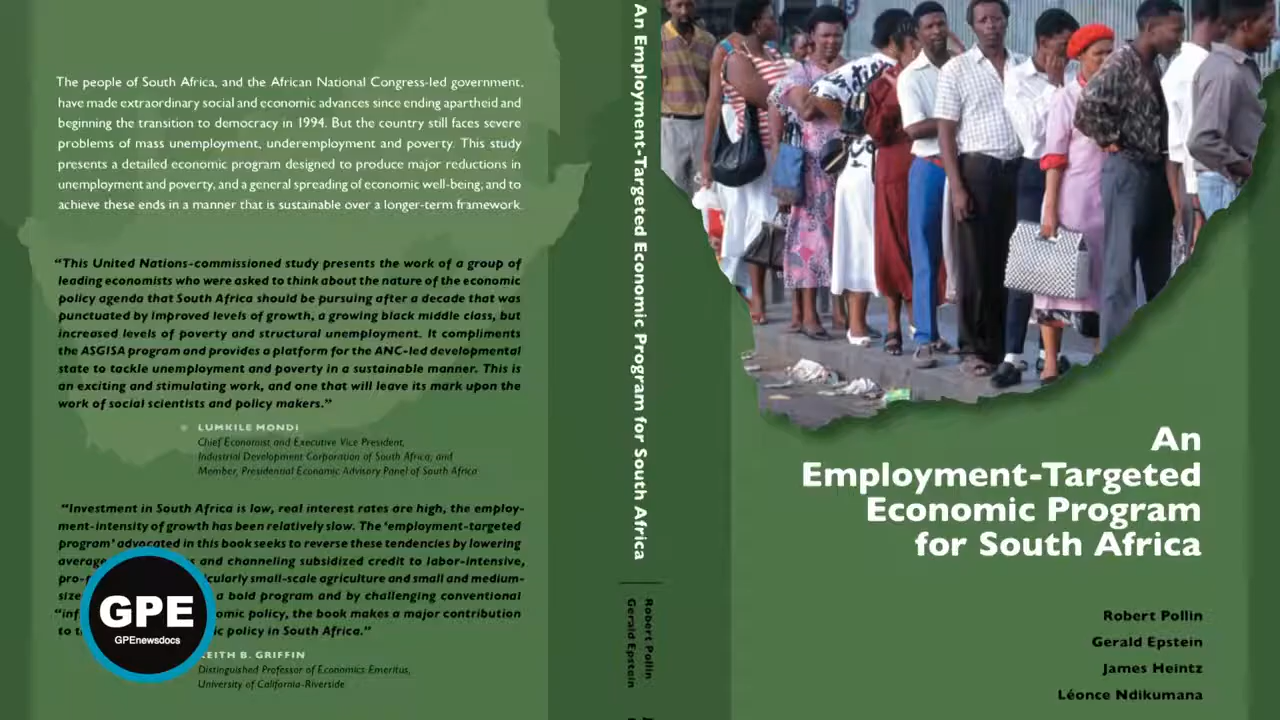 The people of South Africa, and the African National Congress-led government,
have made extraordinary social and economic advances since ending apartheid and
beginning the transition to democracy in 1994. But the country still faces severe
problems of mass unemployment, underemployment and poverty. This study
presents a detailed economic program designed to produce major reductions in
unemployment and poverty, and a general spreading of economic well-being, and to
achieve these ends in a manner that is sustainable over a longer-term framework.
“This United Nations-commissioned study presents the work of a group of
leading economists who were asked to think about the nature of the economic
policy agenda that South Africa should be pursuing after a decade that was
punctuated by improved levels of growth, a growing black middle class, but
increased levels of poverty and structural unemployment. It compliments
the ASGISA program and provides a platform for the ANC-led developmental
state to tackle unemployment and poverty in a sustainable manner. This is
an exciting and stimulating work, and one that will leave its mark upon the
work of social scientists and policy makers.”
LUMKILE MONDI
Chief Economist and Executive Vice President,
Industrial Development Corporation of South Africa; and
Member, Presidential Economic Advisory Panel of South Africa
“Investment in South Africa is low, real interest rates are high, the employ-
ment-intensity of growth has been relatively slow. The ‘employment-targeted
program’ advocated in this book seeks to reverse these tendencies by lowering
average and channeling subsidized credit to labor-intensive,
small-scale agriculture and small and medium-
a bold program and by challenging conventional
policy, the book makes a major contribution
policy in South Africa.”
B. GRIFFIN
Distinguished Professor of Economics Emeritus,
University of California-Riverside
GPE
GPEnewsdocs
An Employment-Targeted Economic Program for South Africa
Robert Pollin
Gerald Epstein
An
Employment-Targeted
Economic Program
for South Africa
Robert Pollin
Gerald Epstein
James Heintz
Léonce Ndikumana